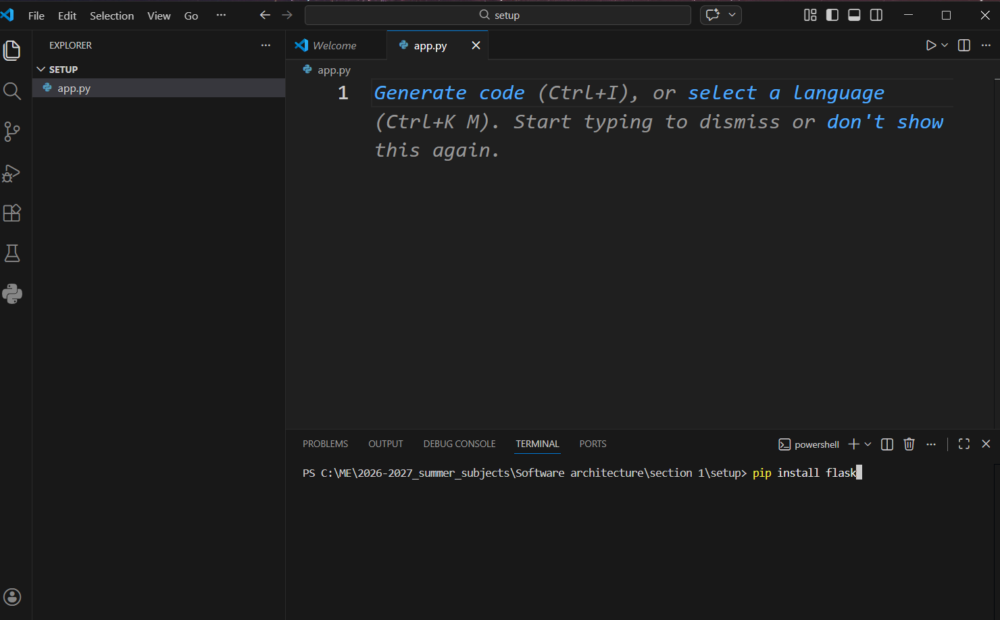 File Edit Selection View Go ··· setup
EXPLORER ···
Welcome
app.py
SETUP
app.py
app.py
1 Generate code (Ctrl+I), or select a language
(Ctrl+K M). Start typing to dismiss or don't show
this again.
PROBLEMS OUTPUT DEBUG CONSOLE TERMINAL PORTS powershell
PS C:\ME\2026-2027_summer_subjects\Software architecture\section 1\setup> pip install flask